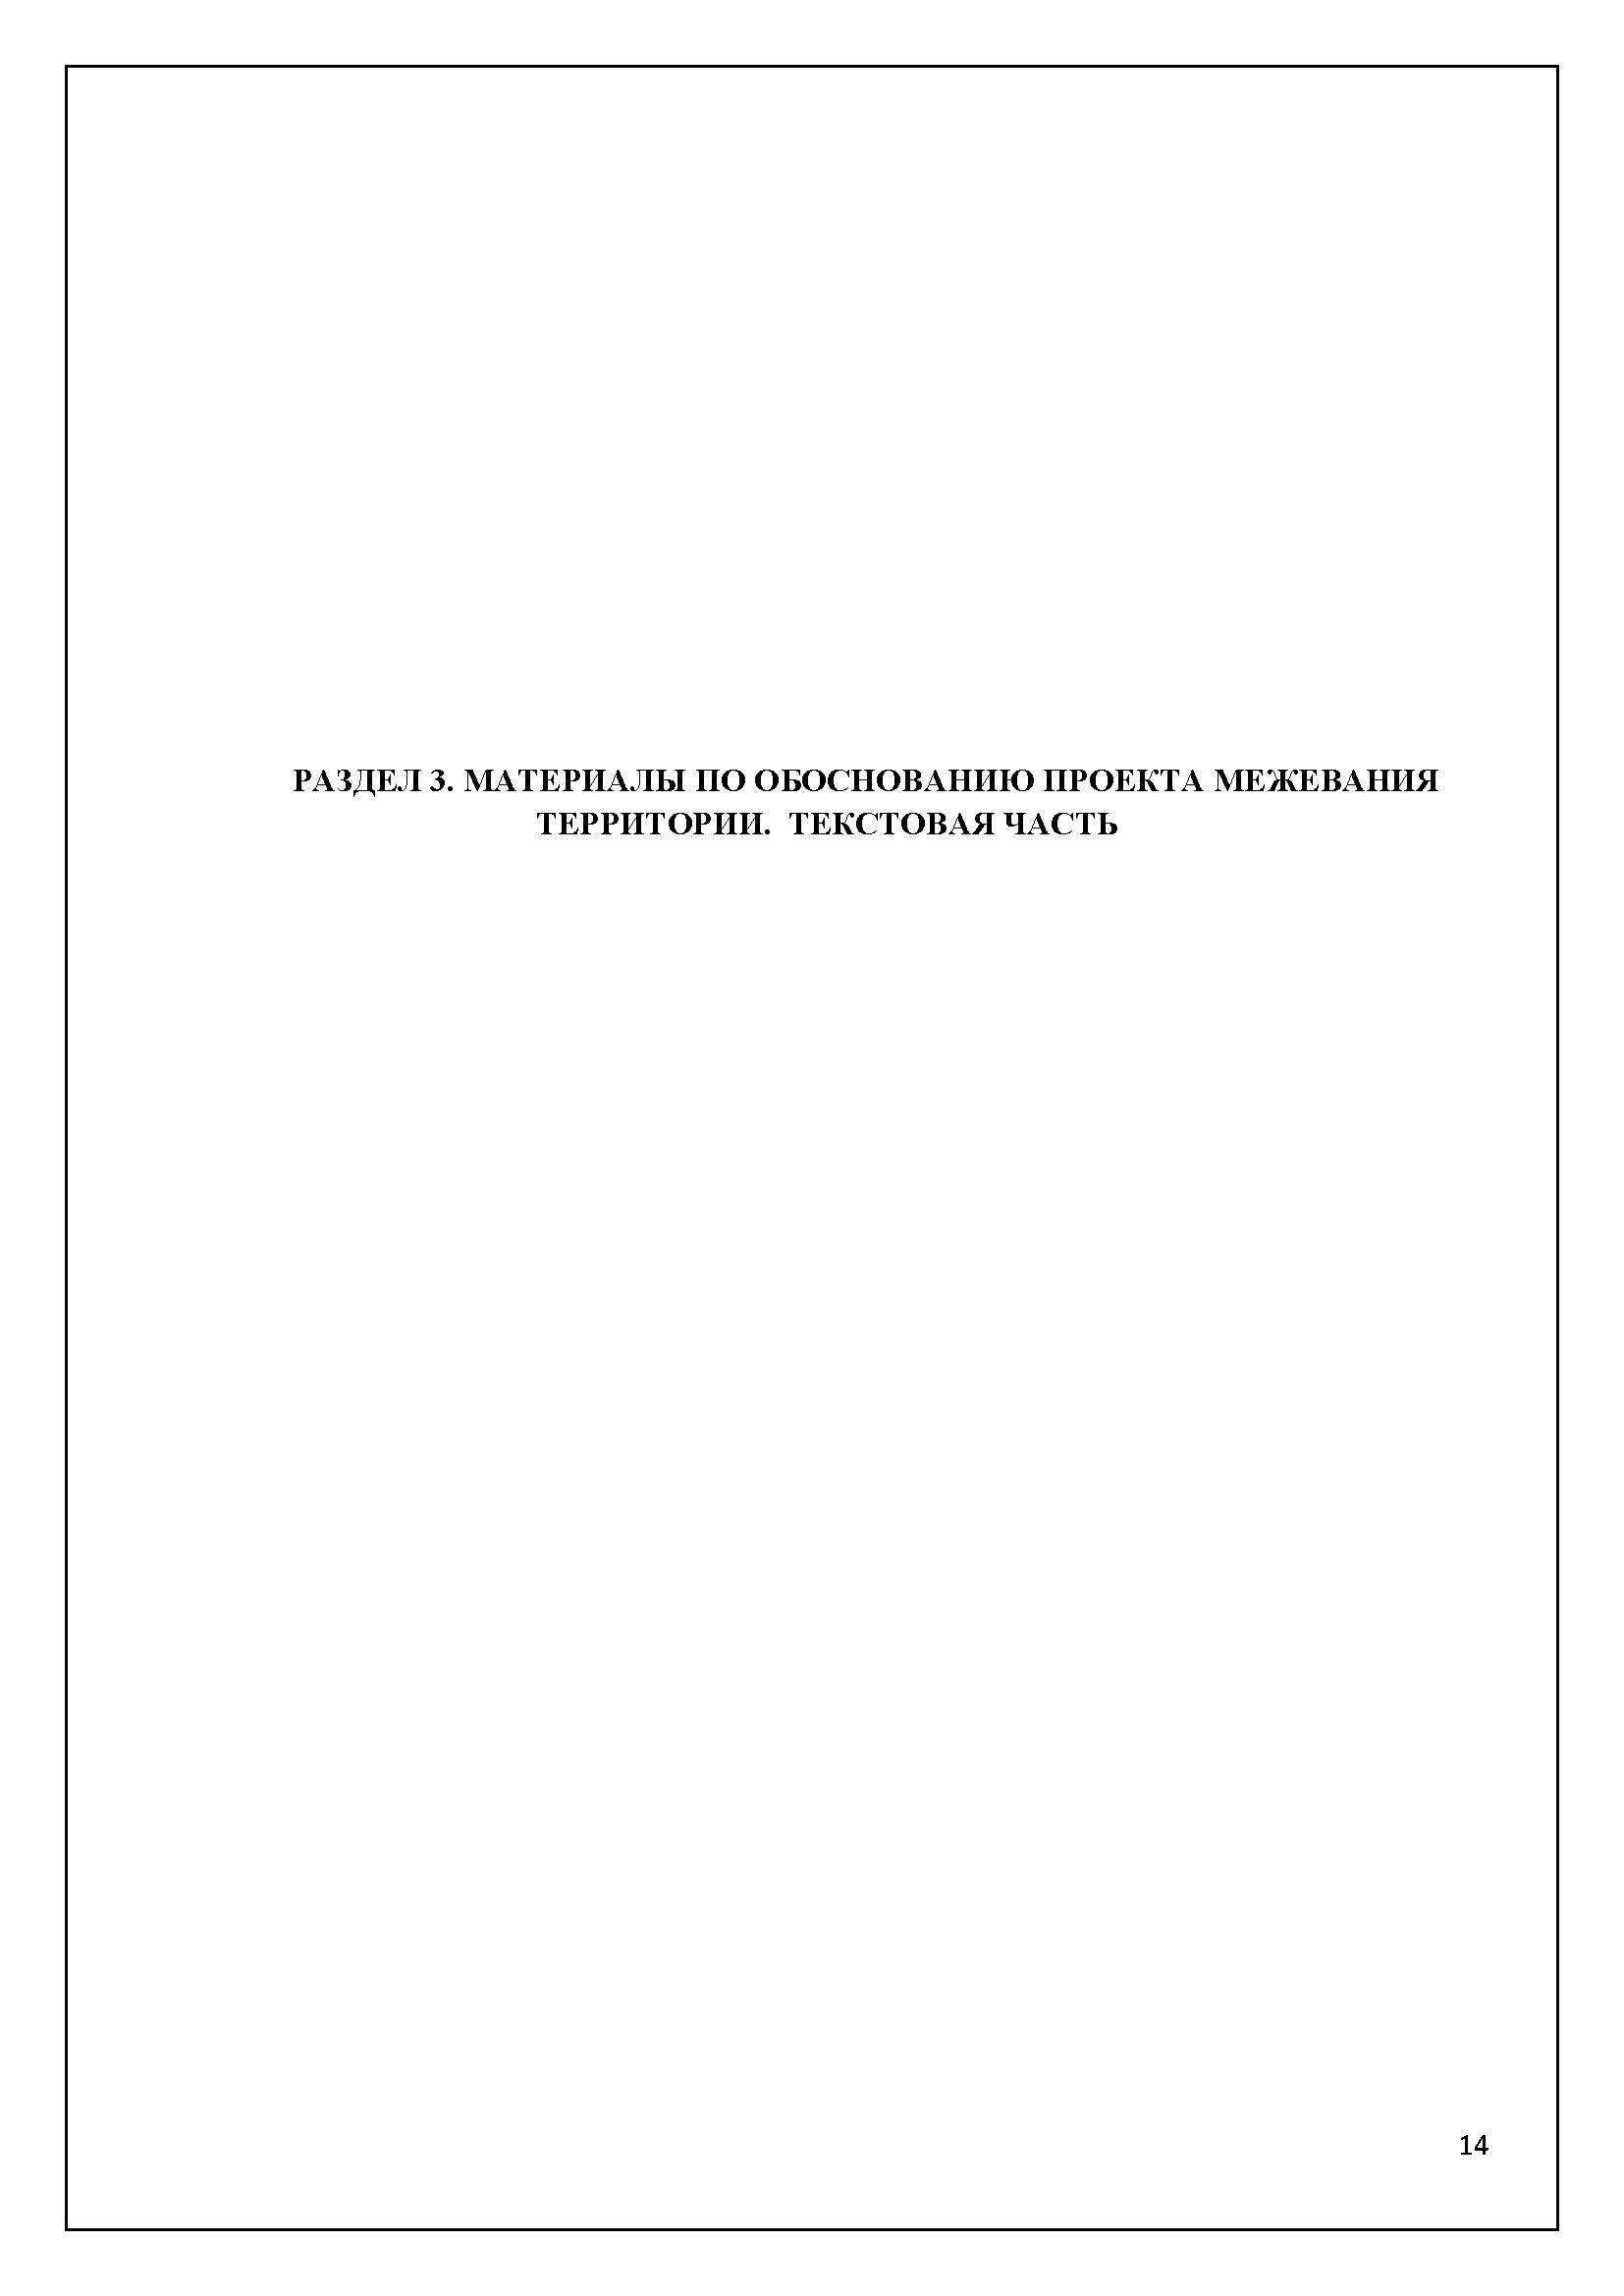 РАЗДЕЛ 3. МАТЕРИАЛЫ ПО ОБОСНОВАНИЮ ПРОЕКТА МЕЖЕВАНИЯ
ТЕРРИТОРИИ.  ТЕКСТОВАЯ ЧАСТЬ
14